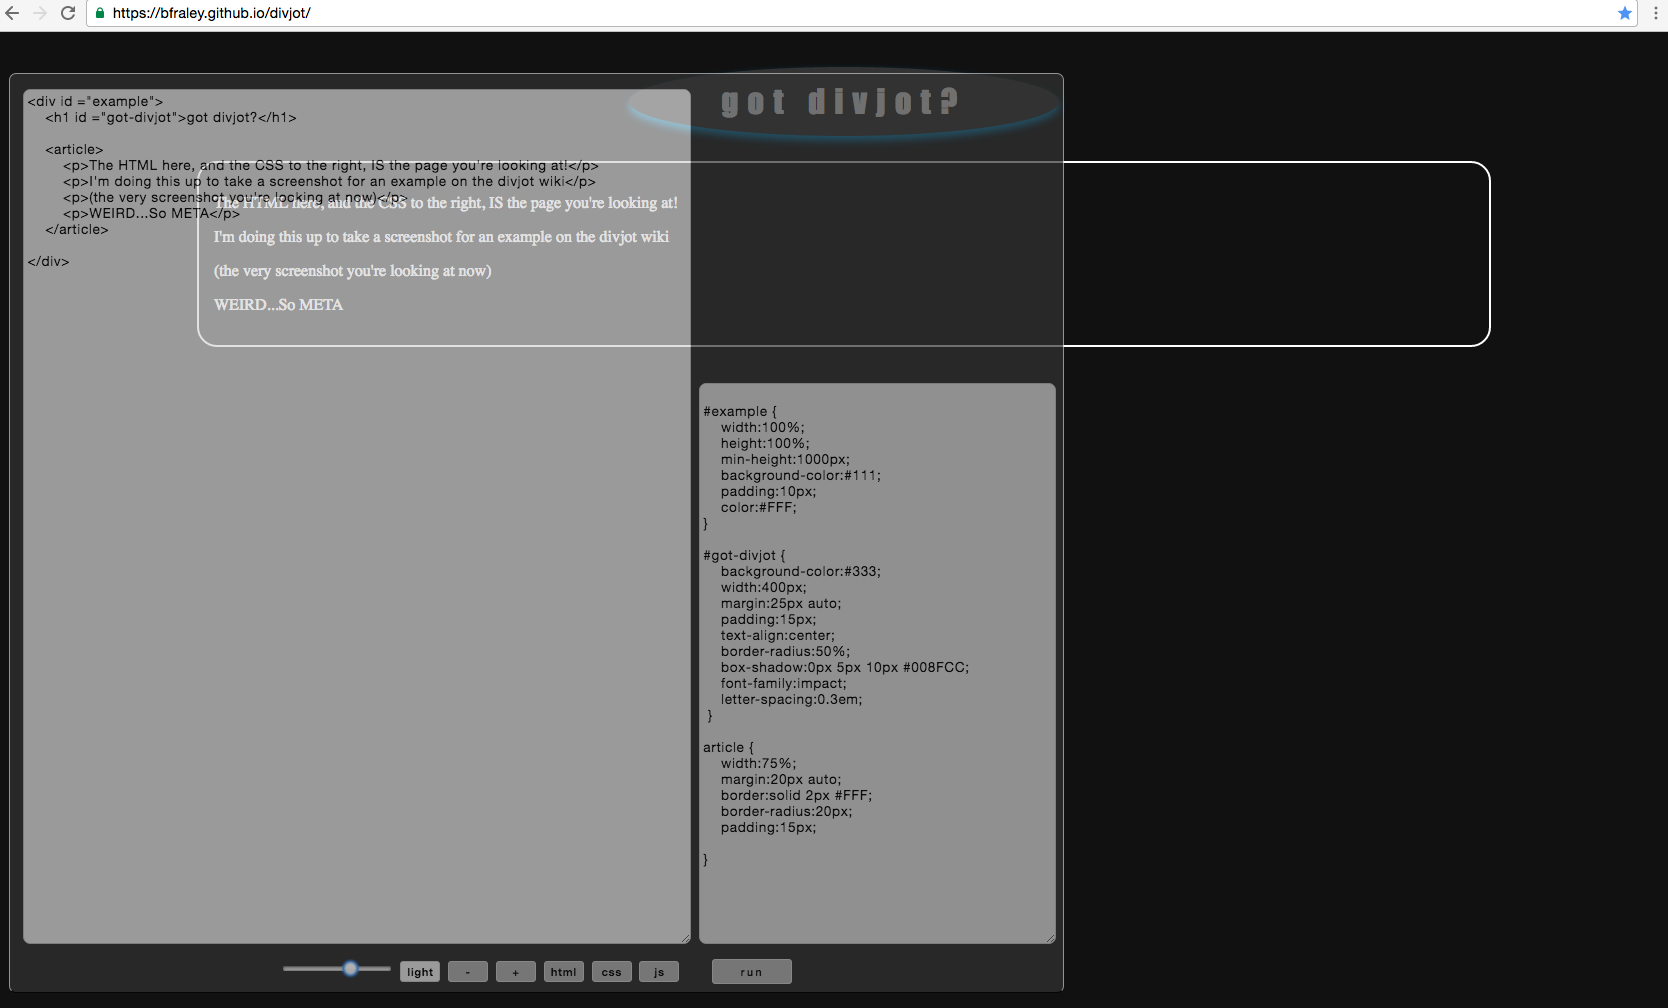 https://bfraley.github.io/divjot/
got divjot?
<div id ="example">
<h1 id ="got-divjot">got divjot?</h1>
<article>
<p>The HTML here, and the CSS to the right, IS the page you're looking at!</p>
<p>I'm doing this up to take a screenshot for an example on the divjot wiki</p>
<p>(the very screenshot you're looking at now)</p>
<p>WEIRD...So META</p>
</article>
</div>
The HTML here, and the CSS to the right, IS the page you're looking at!
I'm doing this up to take a screenshot for an example on the divjot wiki
(the very screenshot you're looking at now)
WEIRD...So META
#example {
width:100%;
height:100%;
min-height:1000px;
background-color:#111;
padding:10px;
color:#FFF;
}
#got-divjot {
background-color:#333;
width:400px;
margin:25px auto;
padding:15px;
text-align:center;
border-radius:50%;
box-shadow:0px 5px 10px #008FCC;
font-family:impact;
letter-spacing:0.3em;
}
article {
width:75%;
margin:20px auto;
border:solid 2px #FFF;
border-radius:20px;
padding:15px;
}
light - + html css js run